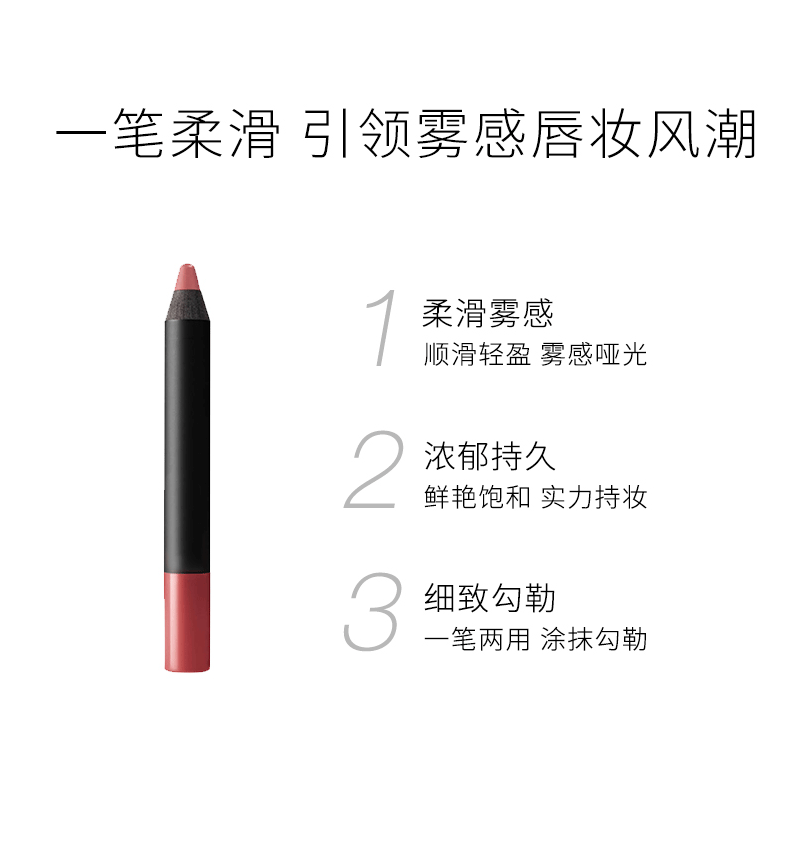 一笔柔滑 引领雾感唇妆风潮
1 柔滑雾感
顺滑轻盈 雾感哑光
2 浓郁持久
鲜艳饱和 实力持妆
3 细致勾勒
一笔两用 涂抹勾勒